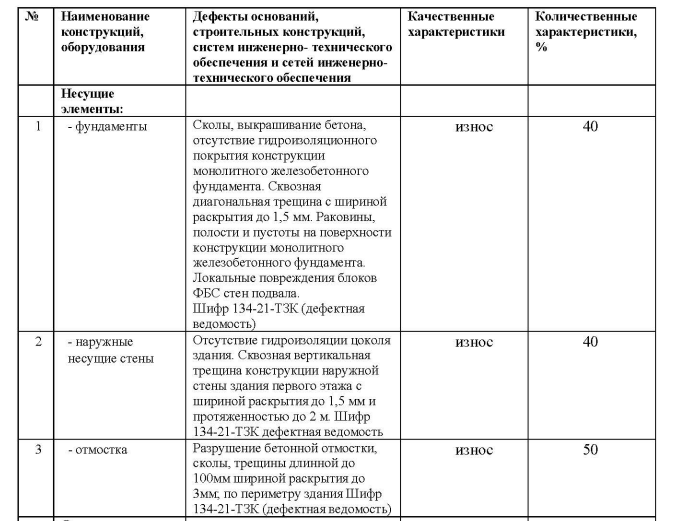 № Наименование конструкций, оборудования Дефекты оснований, строительных конструкций, систем инженерно- технического обеспечения и сетей инженерно-технического обеспечения Качественные характеристики Количественные характеристики, %
Несущие элементы:
1 - фундаменты Сколы, выкрашивание бетона, износ 40
отсутствие гидроизоляционного
покрытия конструкции
монолитного железобетонного
фундамента. Сквозная
диагональная трещина с шириной
раскрытия до 1,5 мм. Раковины,
полости и пустоты на поверхности
конструкции монолитного
железобетонного фундамента.
Локальные повреждения блоков
ФБС стен подвала.
Шифр 134-21-ТЗК (дефектная
ведомость)
2 - наружные Отсутствие гидроизоляции цоколя износ 40
несущие стены здания. Сквозная вертикальная
трещина конструкции наружной
стены здания первого этажа с
шириной раскрытия до 1,5 мм и
протяженностью до 2 м. Шифр
134-21-ТЗК дефектная ведомость
3 - отмостка Разрушение бетонной отмостки, износ 50
сколы, трещины длинной до
100мм шириной раскрытия до
3мм; по периметру здания Шифр
134-21-ТЗК (дефектная ведомость)